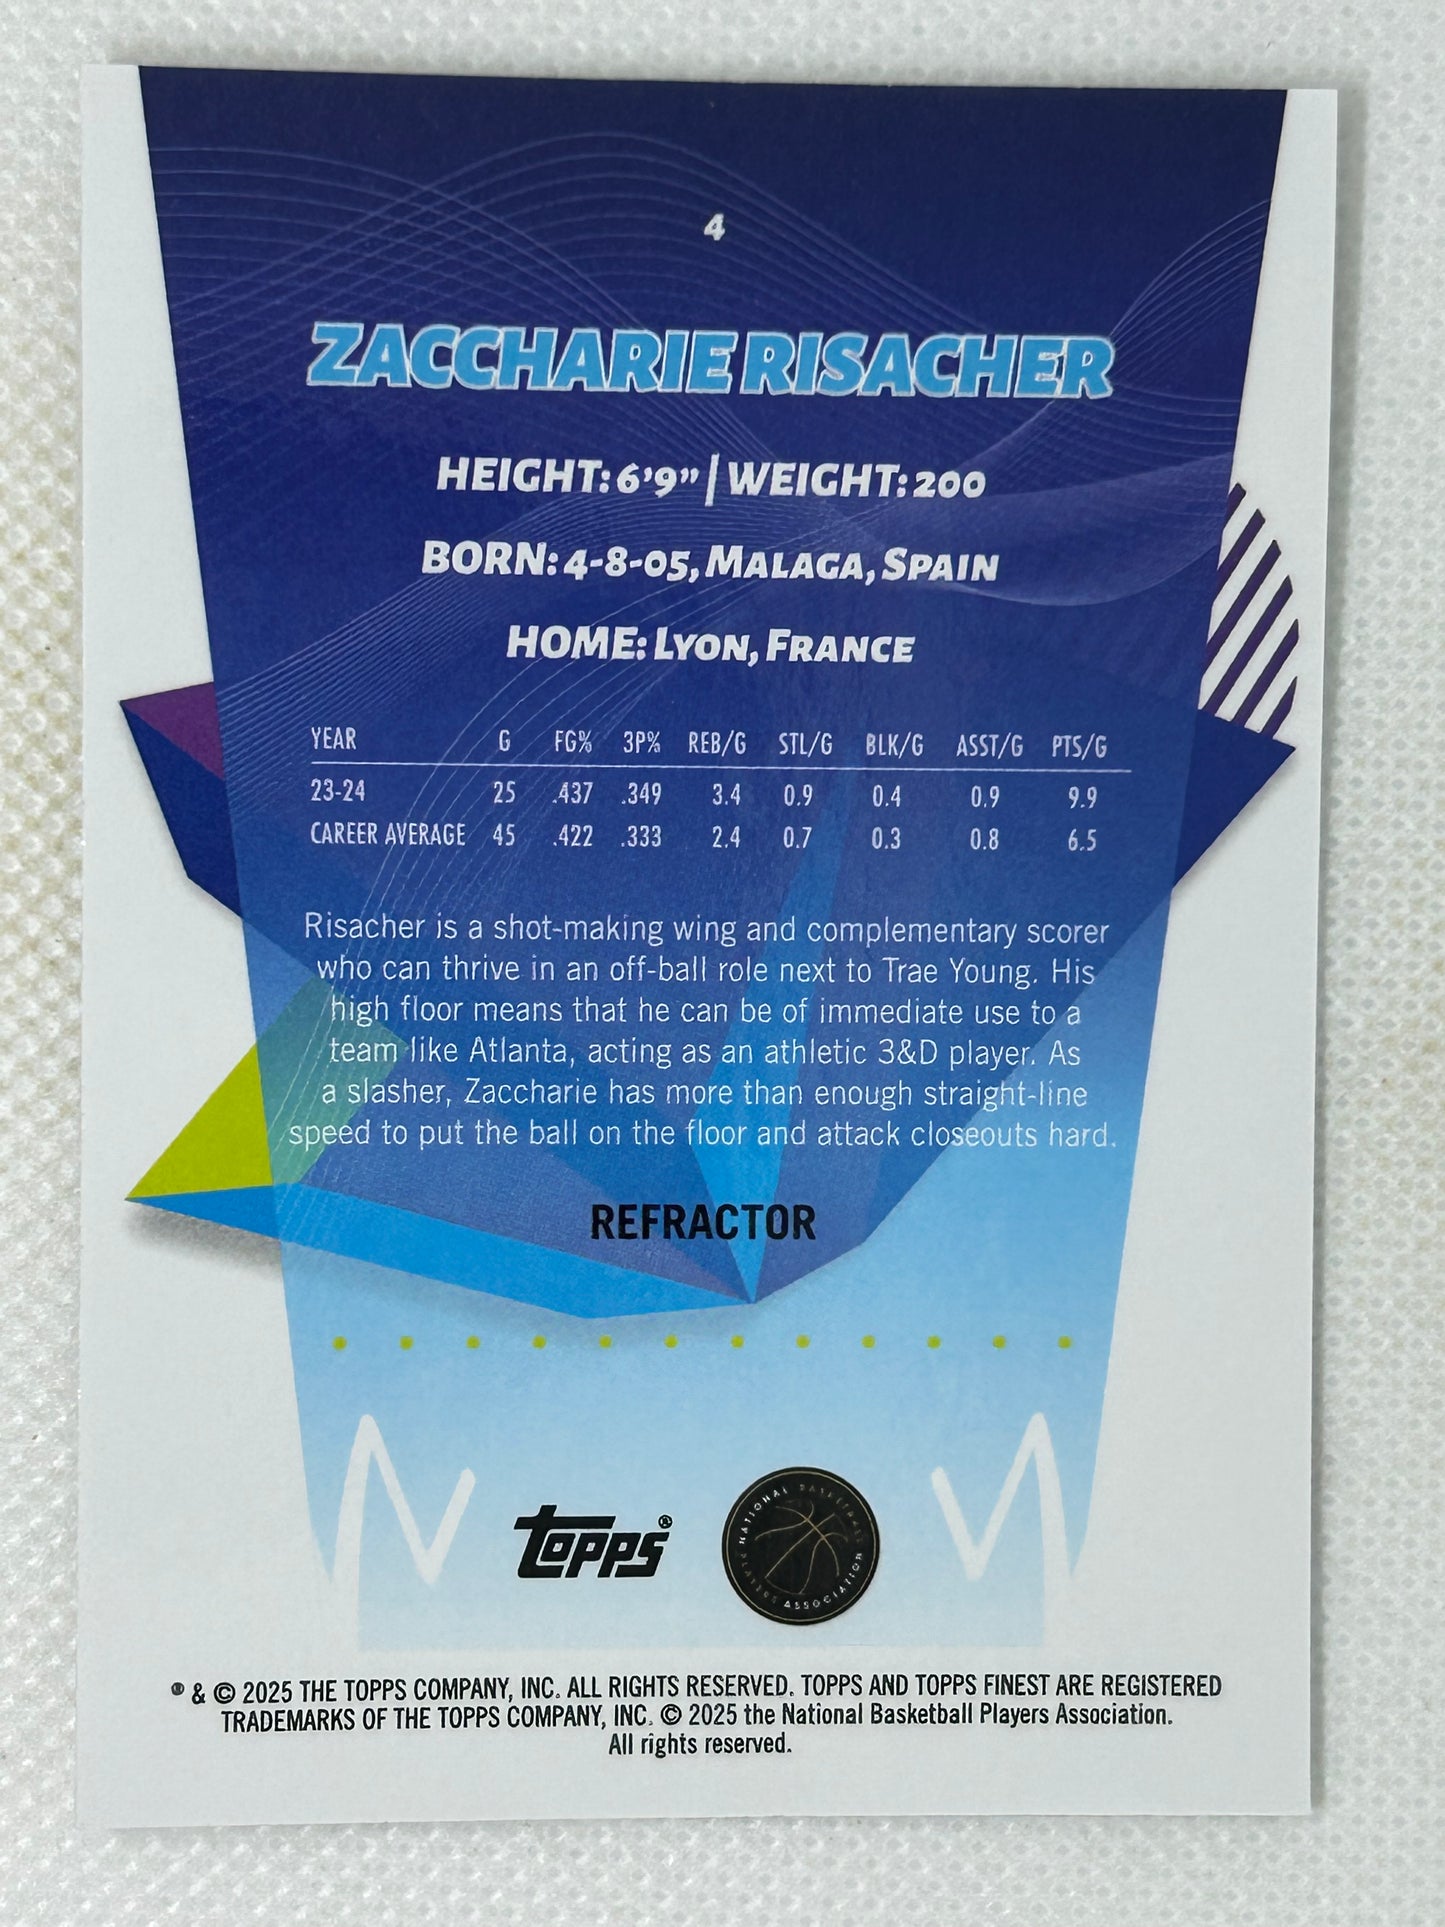 4
ZACCHARIE RISACHER
HEIGHT: 6'9" | WEIGHT: 200
BORN: 4-8-05, MALAGA, SPAIN
HOME: LYON, FRANCE
YEAR G FG% 3P% REB/G STL/G BLK/G ASST/G PTS/G
23-24 25 .437 .349 3.4 0.9 0.4 0.9 9.9
CAREER AVERAGE 45 .422 .333 2.4 0.7 0.3 0.8 6.5
Risacher is a shot-making wing and complementary scorer
who can thrive in an off-ball role next to Trae Young. His
high floor means that he can be of immediate use to a
team like Atlanta, acting as an athletic 3&D player. As
a slasher, Zaccharie has more than enough straight-line
speed to put the ball on the floor and attack closeouts hard.
REFRACTOR
topps®
NATIONAL BASKETBALL
PLAYERS ASSOCIATION
® & © 2025 THE TOPPS COMPANY, INC. ALL RIGHTS RESERVED. TOPPS AND TOPPS FINEST ARE REGISTERED
TRADEMARKS OF THE TOPPS COMPANY, INC. © 2025 the National Basketball Players Association.
All rights reserved.